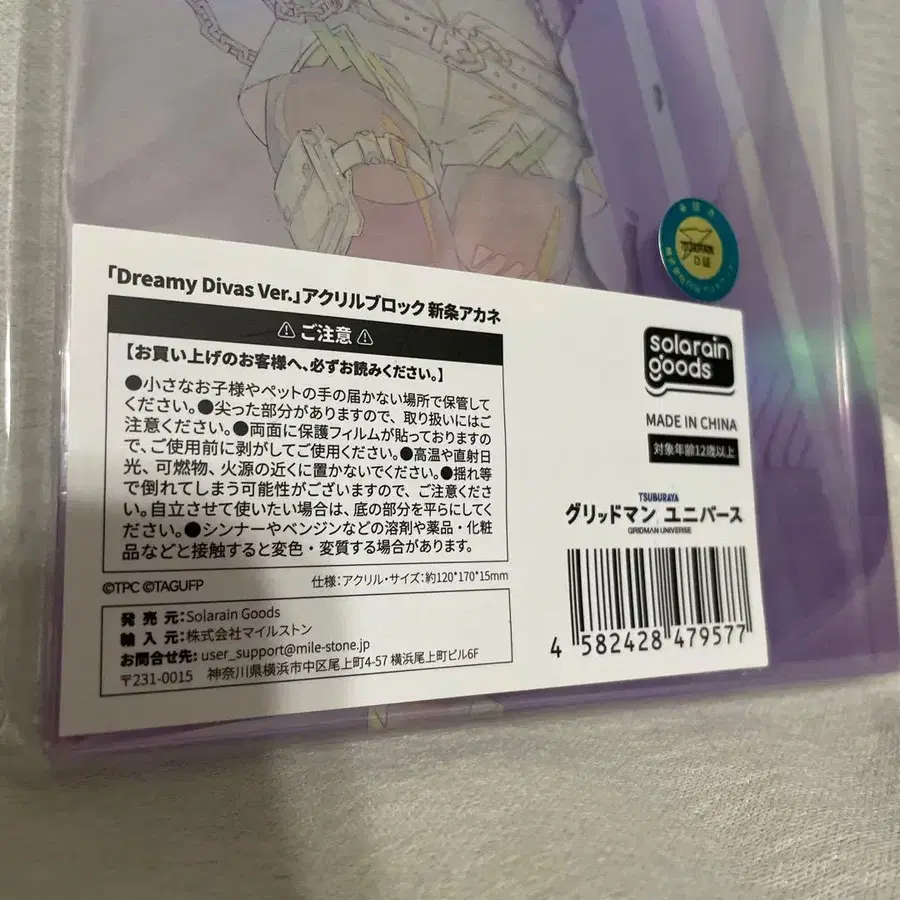 「Dreamy Divas Ver.」アクリルブロック 新条アカネ
⚠ ご注意 ⚠
【お買い上げのお客様へ、必ずお読みください。】
●小さなお子様やペットの手の届かない場所で保管して
ください。●尖った部分がありますので、取り扱いにはご
注意ください。●両面に保護フィルムが貼っておりますの
で、ご使用前に剥がしてご使用ください。●高温や直射日
光、可燃物、火源の近くに置かないでください。●揺れ等
で倒れてしまう可能性がございますので、ご注意くださ
い。自立させて使いたい場合は、底の部分を平らにしてく
ださい。●シンナーやベンジンなどの溶剤や薬品・化粧
品などと接触すると変色・変質する場合があります。
©TPC ©TAGUFP
仕様:アクリル・サイズ:約120*170*15mm
発売元:Solarain Goods
輸入元:株式会社マイルストン
お問合せ先:user_support@mile-stone.jp
〒231-0015 神奈川県横浜市中区尾上町4-57 横浜尾上町ビル6F
solarain
goods
MADE IN CHINA
対象年齢12歳以上
TSUBURAYA
グリッドマン ユニバース
GRIDMAN UNIVERSE
4 582428 479577
TSUBURAYA